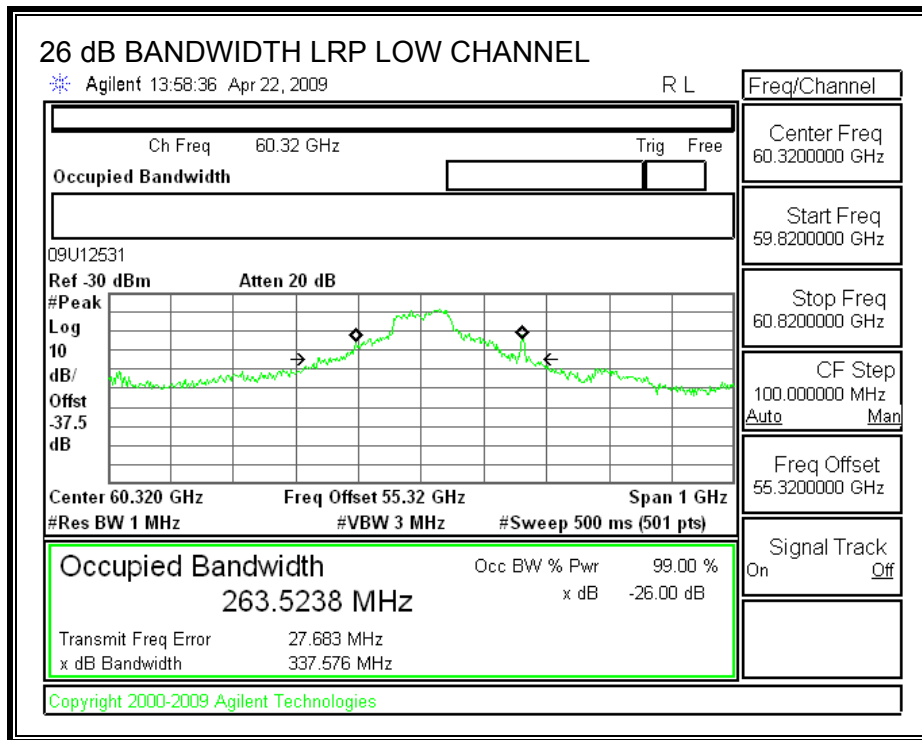 26 dB BANDWIDTH LRP LOW CHANNEL
Agilent 13:58:36 Apr 22, 2009 R L
Freq/Channel
Ch Freq 60.32 GHz Trig Free
Occupied Bandwidth
Center Freq
60.3200000 GHz
Start Freq
59.8200000 GHz
Stop Freq
60.8200000 GHz
CF Step
100.000000 MHz
Auto Man
Freq Offset
55.3200000 GHz
Signal Track
On Off
09U12531
Ref -30 dBm Atten 20 dB
#Peak
Log
10
dB/
Offst
-37.5
dB
Center 60.320 GHz Freq Offset 55.32 GHz Span 1 GHz
#Res BW 1 MHz #VBW 3 MHz #Sweep 500 ms (501 pts)
Occupied Bandwidth Occ BW % Pwr 99.00 %
263.5238 MHz x dB -26.00 dB
Transmit Freq Error 27.683 MHz
x dB Bandwidth 337.576 MHz
Copyright 2000-2009 Agilent Technologies